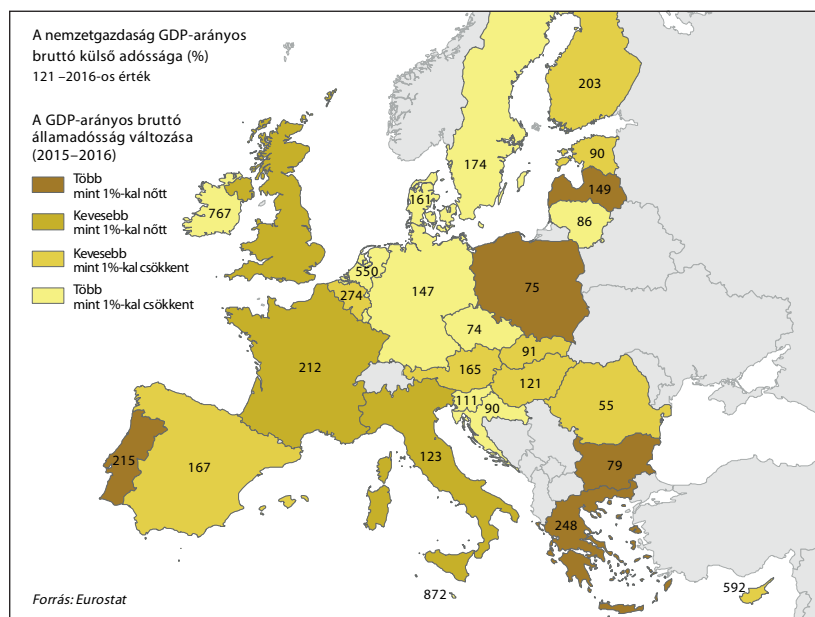 A nemzetgazdaság GDP-arányos
bruttó külső adóssága (%)
121 –2016-os érték
A GDP-arányos bruttó
államadósság változása
(2015–2016)
Több
mint 1%-kal nőtt
Kevesebb
mint 1%-kal nőtt
Kevesebb
mint 1%-kal csökkent
Több
mint 1%-kal csökkent
203
174
90
149
86
161
767
550
274
147
75
74
91
212
165
121
111
90
55
123
79
215
167
248
872
592
Forrás: Eurostat